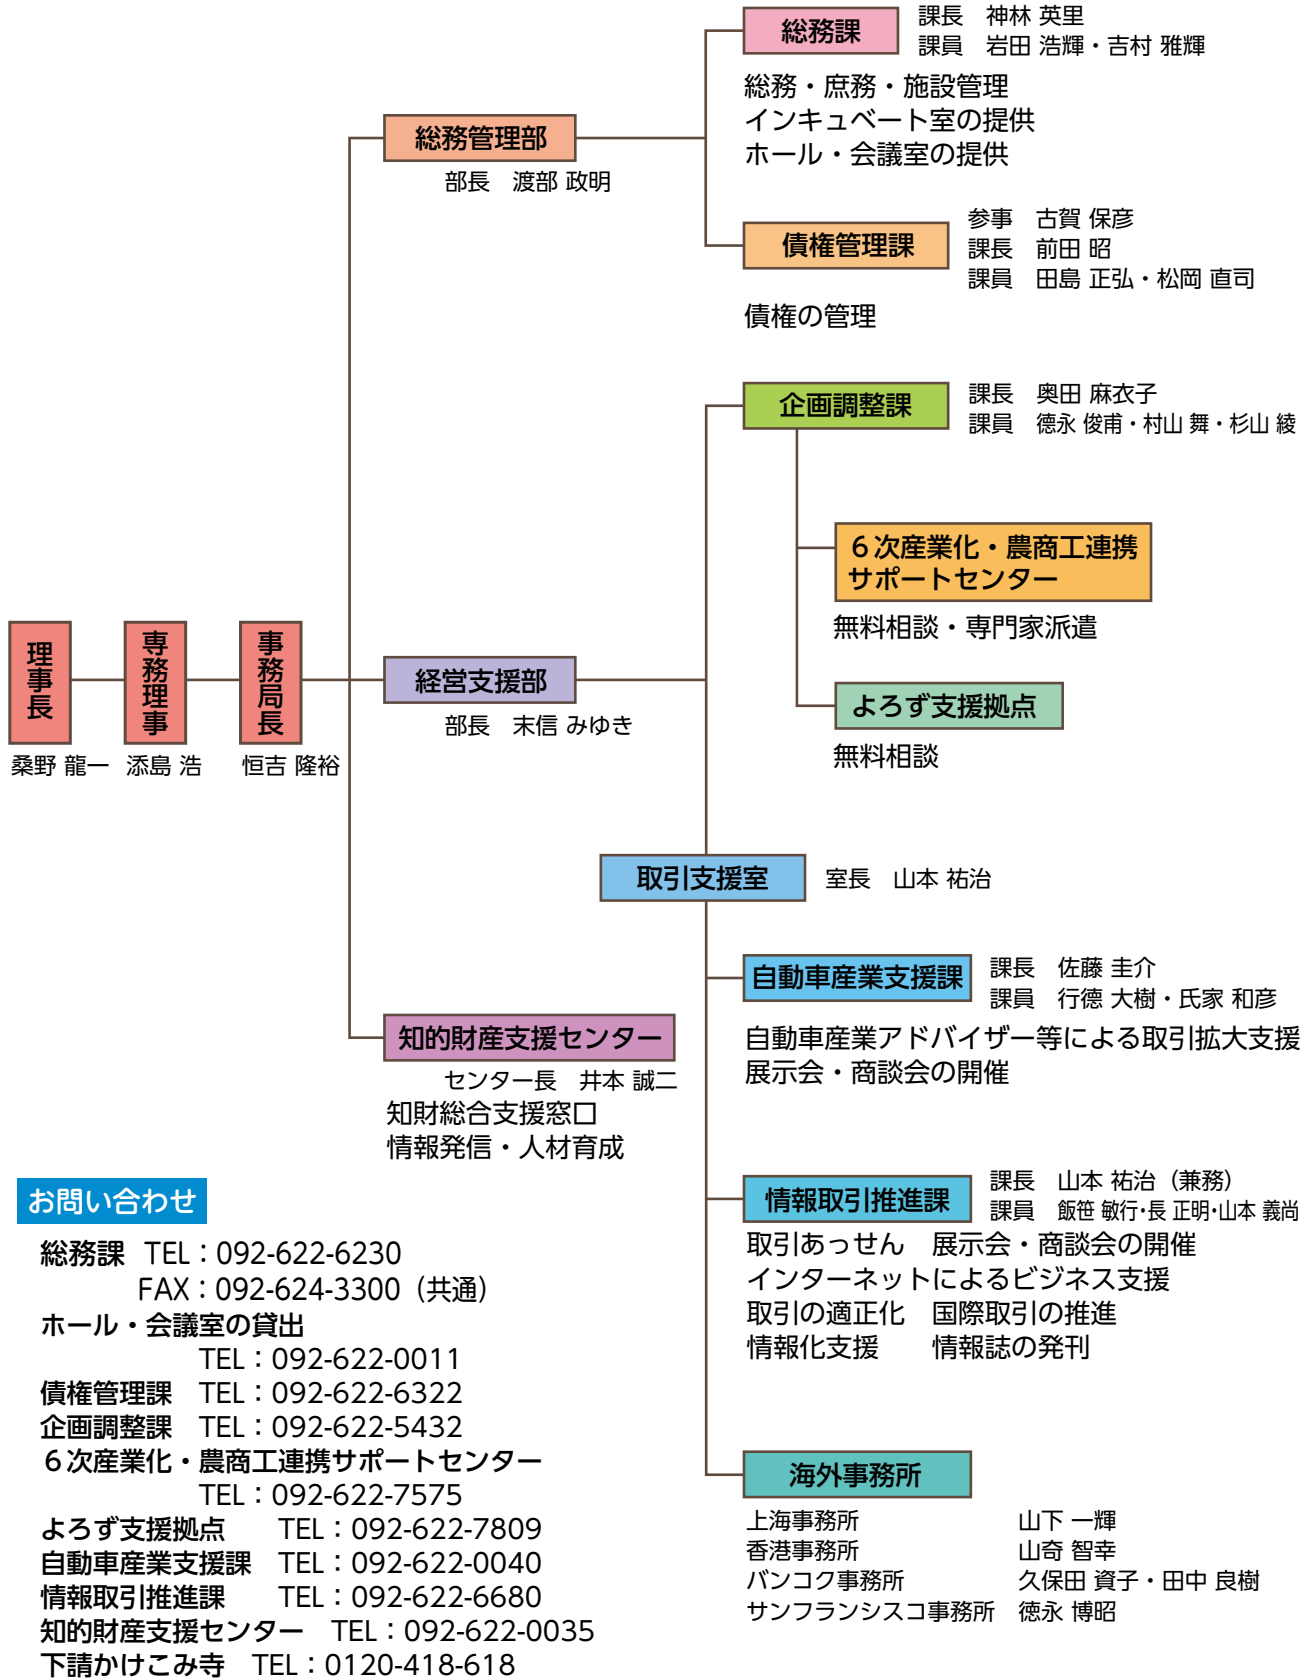 総務課
課長　神林 英里
課員　岩田 浩輝・吉村 雅輝
総務・庶務・施設管理
インキュベート室の提供
ホール・会議室の提供
総務管理部
部長　渡部 政明
債権管理課
参事　古賀 保彦
課長　前田 昭
課員　田島 正弘・松岡 直司
債権の管理
企画調整課
課長　奥田 麻衣子
課員　德永 俊甫・村山 舞・杉山 綾
６次産業化・農商工連携
サポートセンター
無料相談・専門家派遣
よろず支援拠点
無料相談
理事長
桑野 龍一
専務理事
添島 浩
事務局長
恒吉 隆裕
経営支援部
部長　末信 みゆき
取引支援室
室長　山本 祐治
自動車産業支援課
課長　佐藤 圭介
課員　行德 大樹・氏家 和彦
自動車産業アドバイザー等による取引拡大支援
展示会・商談会の開催
知的財産支援センター
センター長　井本 誠二
知財総合支援窓口
情報発信・人材育成
情報取引推進課
課長　山本 祐治（兼務）
課員　飯笹 敏行・長 正明・山本 義尚
取引あっせん　展示会・商談会の開催
インターネットによるビジネス支援
取引の適正化　国際取引の推進
情報化支援　　情報誌の発刊
海外事務所
上海事務所　山下 一輝
香港事務所　山奇 智幸
バンコク事務所　久保田 資子・田中 良樹
サンフランシスコ事務所　德永 博昭
お問い合わせ
総務課　TEL：092-622-6230
FAX：092-624-3300（共通）
ホール・会議室の貸出
TEL：092-622-0011
債権管理課　TEL：092-622-6322
企画調整課　TEL：092-622-5432
６次産業化・農商工連携サポートセンター
TEL：092-622-7575
よろず支援拠点　TEL：092-622-7809
自動車産業支援課　TEL：092-622-0040
情報取引推進課　TEL：092-622-6680
知的財産支援センター　TEL：092-622-0035
下請かけこみ寺　TEL：0120-418-618